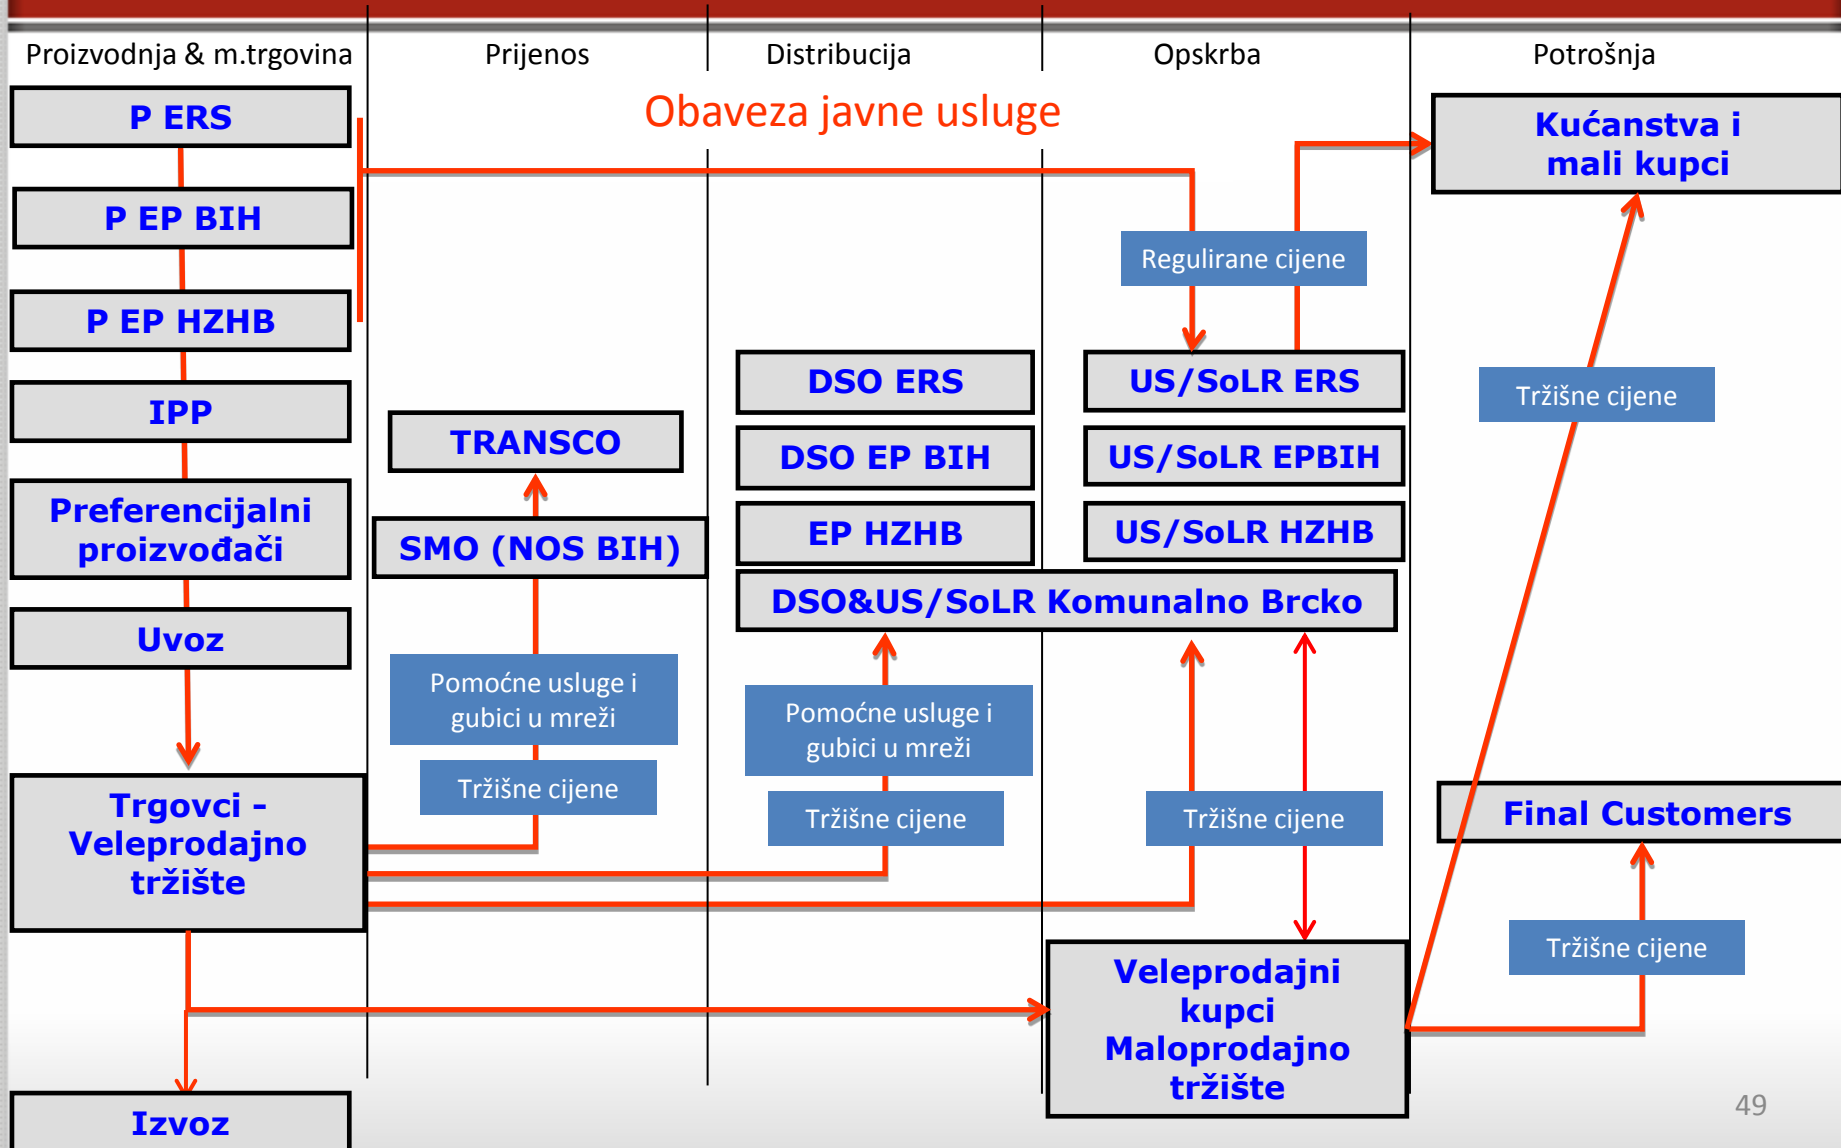 Proizvodnja & m.trgovina
Prijenos
Distribucija
Opskrba
Potrošnja
Obaveza javne usluge
P ERS
P EP BIH
P EP HZHB
IPP
Preferencijalni
proizvođači
Uvoz
Trgovci -
Veleprodajno
tržište
Izvoz
TRANSCO
SMO (NOS BIH)
Pomoćne usluge i
gubici u mreži
Tržišne cijene
DSO ERS
DSO EP BIH
EP HZHB
DSO&US/SoLR Komunalno Brcko
Pomoćne usluge i
gubici u mreži
Tržišne cijene
Regulirane cijene
US/SoLR ERS
US/SoLR EPBIH
US/SoLR HZHB
Tržišne cijene
Veleprodajni
kupci
Maloprodajno
tržište
Kućanstva i
mali kupci
Tržišne cijene
Final Customers
Tržišne cijene
49